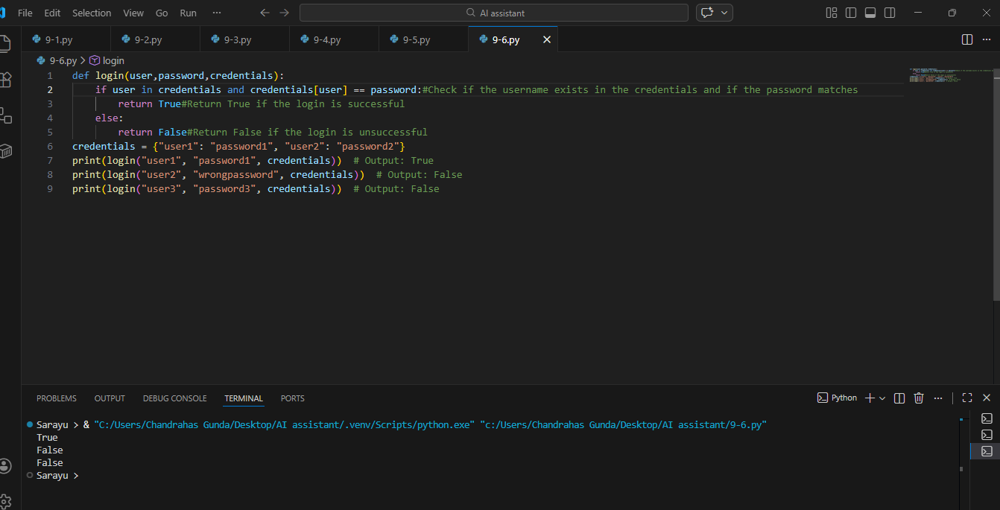 File Edit Selection View Go Run ··· AI assistant
9-1.py 9-2.py 9-3.py 9-4.py 9-5.py 9-6.py
9-6.py > login
1 def login(user,password,credentials):
2 if user in credentials and credentials[user] == password:#Check if the username exists in the credentials and if the password matches
3 return True#Return True if the login is successful
4 else:
5 return False#Return False if the login is unsuccessful
6 credentials = {"user1": "password1", "user2": "password2"}
7 print(login("user1", "password1", credentials))  # Output: True
8 print(login("user2", "wrongpassword", credentials))  # Output: False
9 print(login("user3", "password3", credentials))  # Output: False
PROBLEMS OUTPUT DEBUG CONSOLE TERMINAL PORTS Python
Sarayu > & "C:/Users/Chandrahas Gunda/Desktop/AI assistant/.venv/Scripts/python.exe" "c:/Users/Chandrahas Gunda/Desktop/AI assistant/9-6.py"
True
False
False
Sarayu >